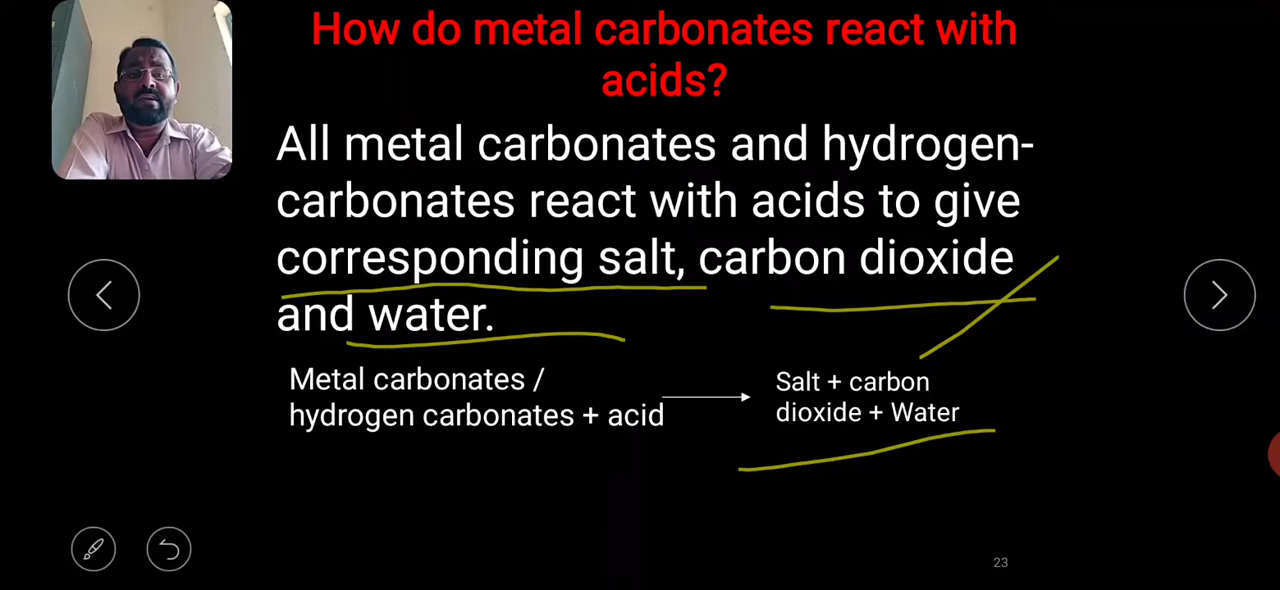 How do metal carbonates react with
acids?
All metal carbonates and hydrogen-
carbonates react with acids to give
corresponding salt, carbon dioxide
and water.
Metal carbonates /
hydrogen carbonates + acid
Salt + carbon
dioxide + Water
23